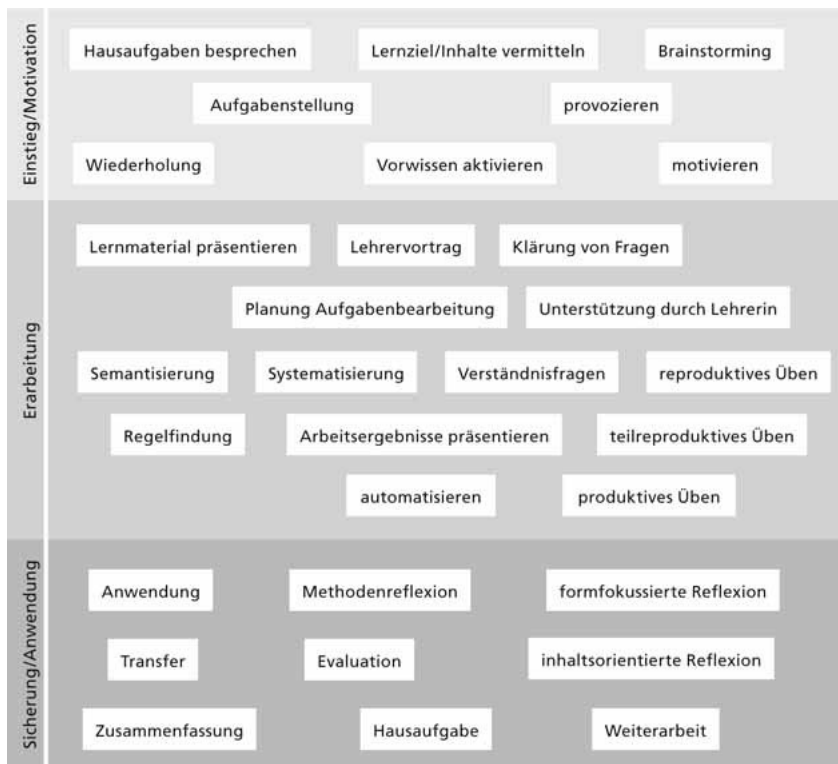 Einstieg/Motivation
Hausaufgaben besprechen
Lernziel/Inhalte vermitteln
Brainstorming
Aufgabenstellung
provozieren
Wiederholung
Vorwissen aktivieren
motivieren
Erarbeitung
Lernmaterial präsentieren
Lehrervortrag
Klärung von Fragen
Planung Aufgabenbearbeitung
Unterstützung durch Lehrerin
Semantisierung
Systematisierung
Verständnisfragen
reproduktives Üben
Regelfindung
Arbeitsergebnisse präsentieren
teilreproduktives Üben
automatisieren
produktives Üben
Sicherung/Anwendung
Anwendung
Methodenreflexion
formfokussierte Reflexion
Transfer
Evaluation
inhaltsorientierte Reflexion
Zusammenfassung
Hausaufgabe
Weiterarbeit